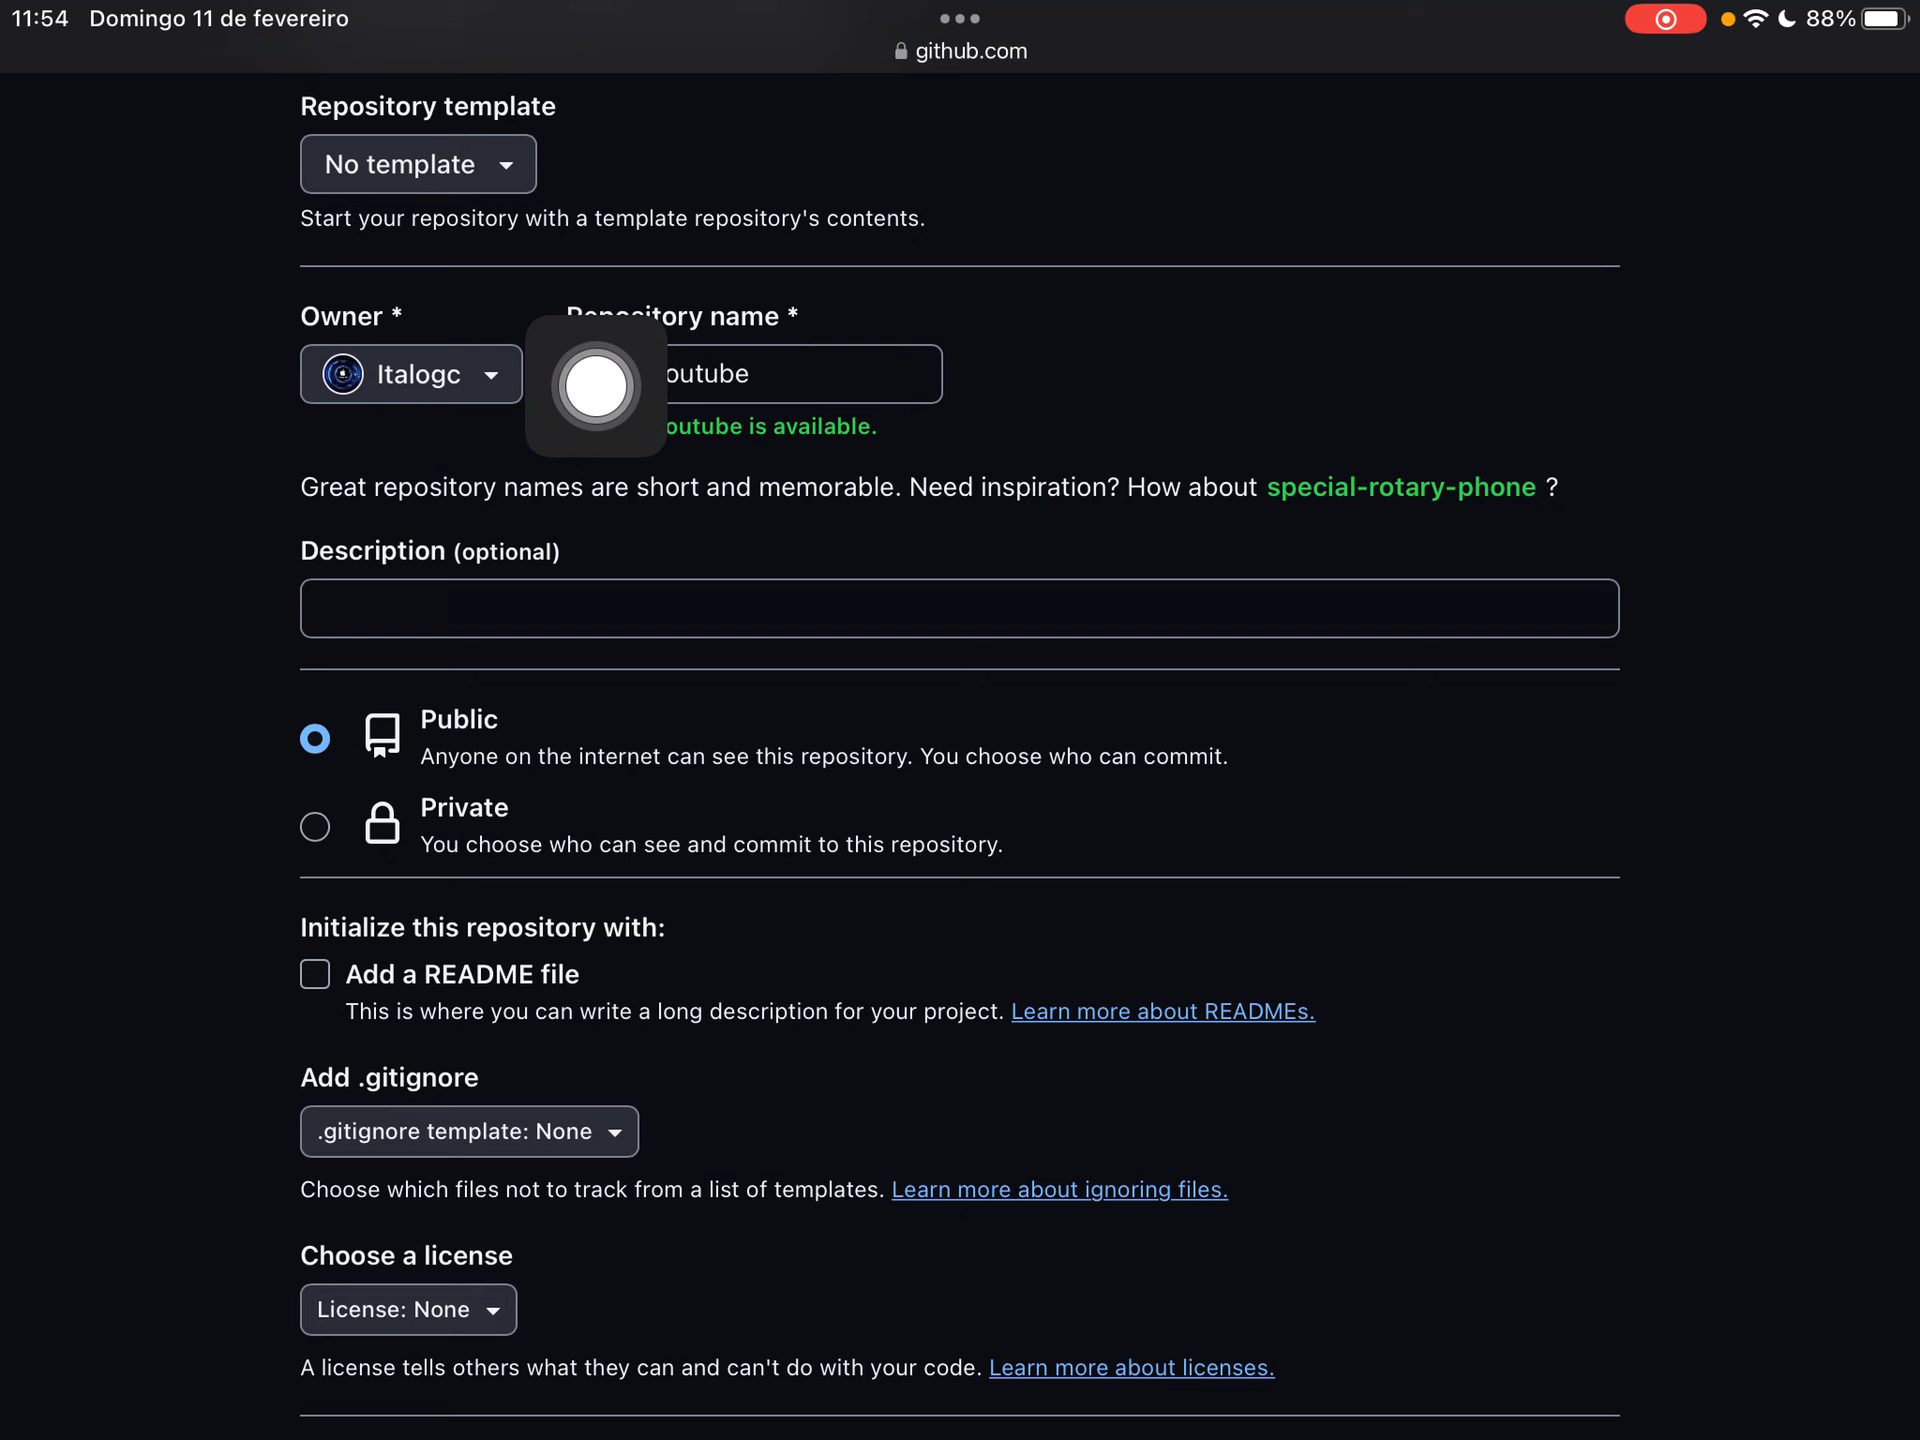 11:54 Domingo 11 de fevereiro 88%
github.com
Repository template
No template
Start your repository with a template repository's contents.
Owner * Repository name *
Italogc outube
outube is available.
Great repository names are short and memorable. Need inspiration? How about special-rotary-phone ?
Description (optional)
Public
Anyone on the internet can see this repository. You choose who can commit.
Private
You choose who can see and commit to this repository.
Initialize this repository with:
Add a README file
This is where you can write a long description for your project. Learn more about READMEs.
Add .gitignore
.gitignore template: None
Choose which files not to track from a list of templates. Learn more about ignoring files.
Choose a license
License: None
A license tells others what they can and can't do with your code. Learn more about licenses.